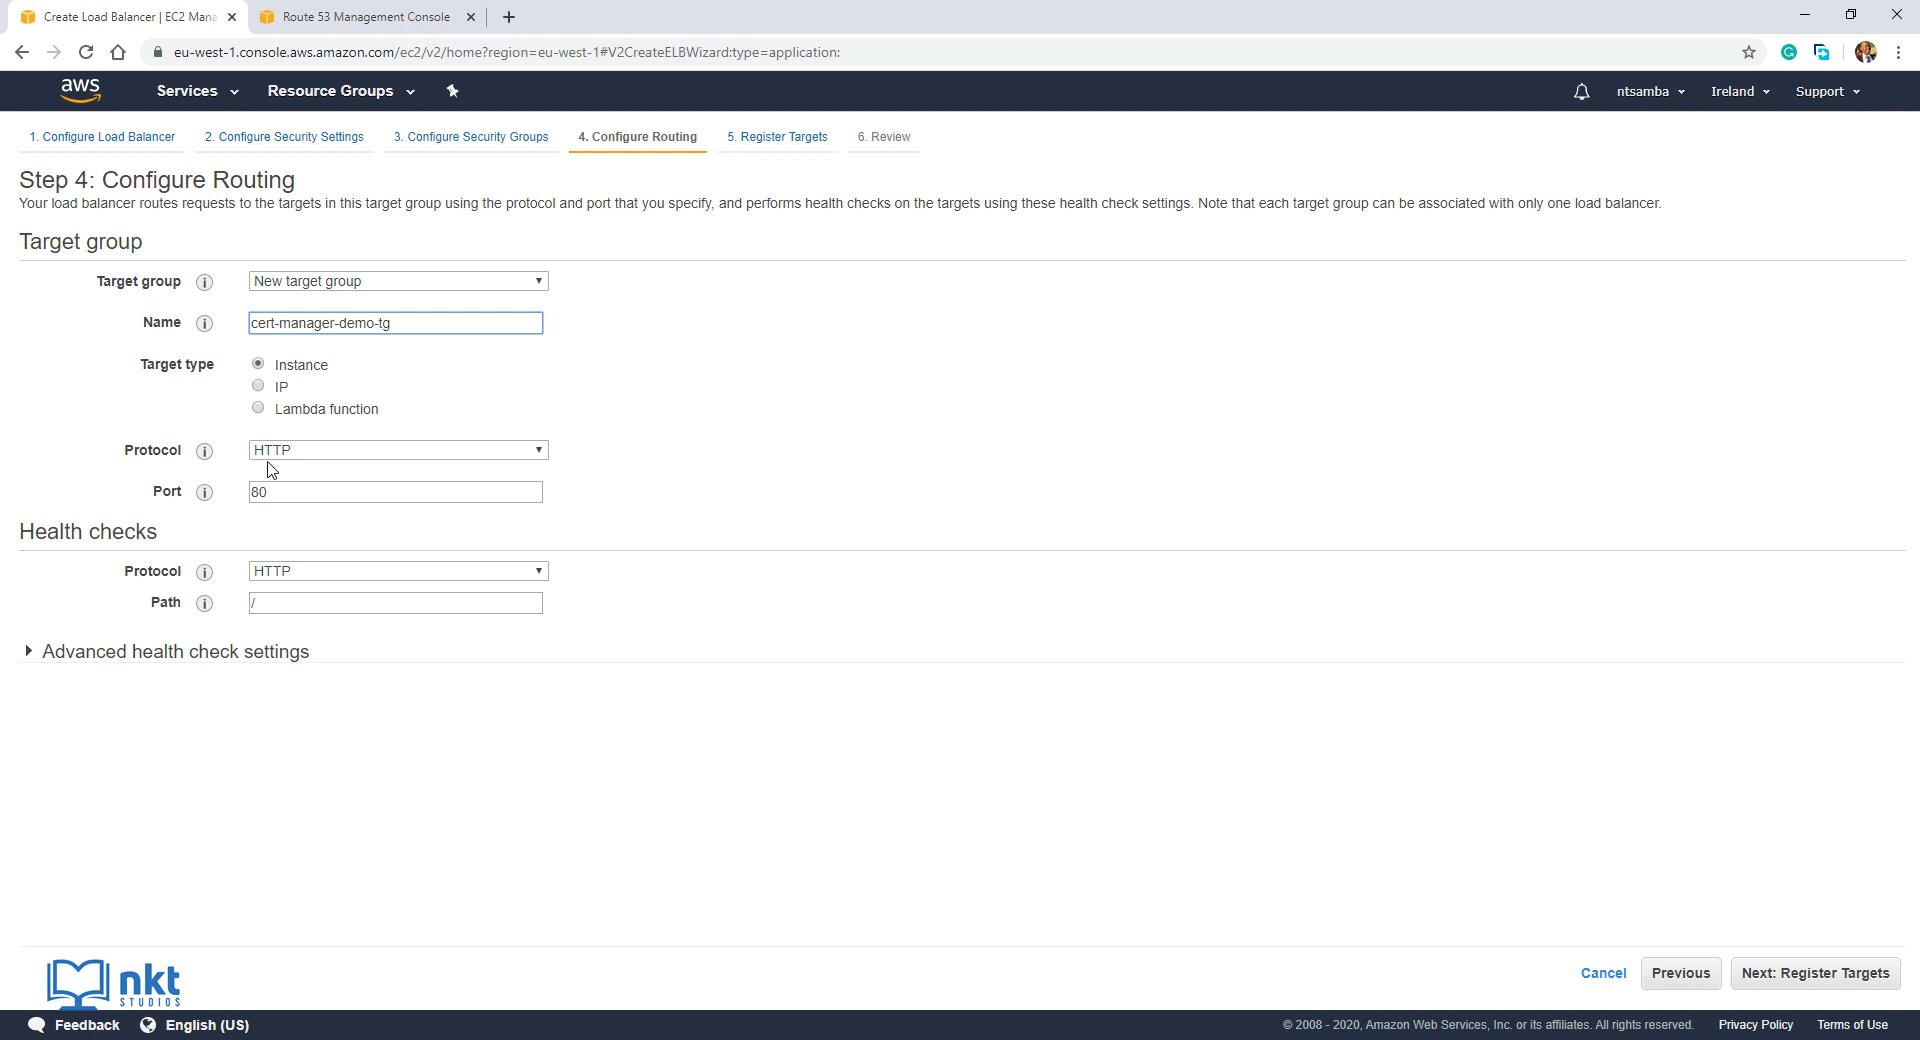 Create Load Balancer | EC2 Mana
Route 53 Management Console
eu-west-1.console.aws.amazon.com/ec2/v2/home?region=eu-west-1#V2CreateELBWizard:type=application:
aws Services Resource Groups ntsamba Ireland Support
1. Configure Load Balancer 2. Configure Security Settings 3. Configure Security Groups 4. Configure Routing 5. Register Targets 6. Review
Step 4: Configure Routing
Your load balancer routes requests to the targets in this target group using the protocol and port that you specify, and performs health checks on the targets using these health check settings. Note that each target group can be associated with only one load balancer.
Target group
Target group i New target group
Name i cert-manager-demo-tg
Target type Instance
IP
Lambda function
Protocol i HTTP
Port i 80
Health checks
Protocol i HTTP
Path i /
Advanced health check settings
Cancel Previous Next: Register Targets
nkt
STUDIOS
Feedback English (US) © 2008 - 2020, Amazon Web Services, Inc. or its affiliates. All rights reserved. Privacy Policy Terms of Use